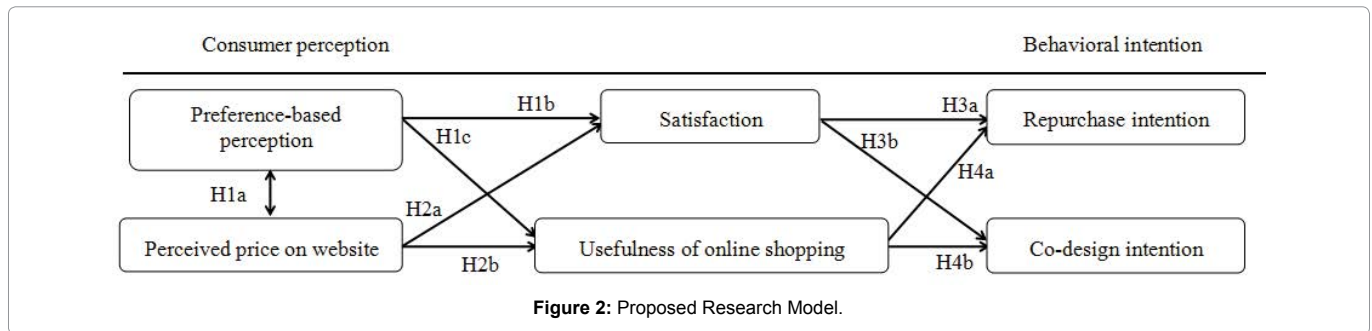 Consumer perception
Behavioral intention
Preference-based
perception
H1b
Satisfaction
H3a
Repurchase intention
H1c
H3b
H1a
H2a
H4a
Perceived price on website
H2b
Usefulness of online shopping
H4b
Co-design intention
Figure 2: Proposed Research Model.